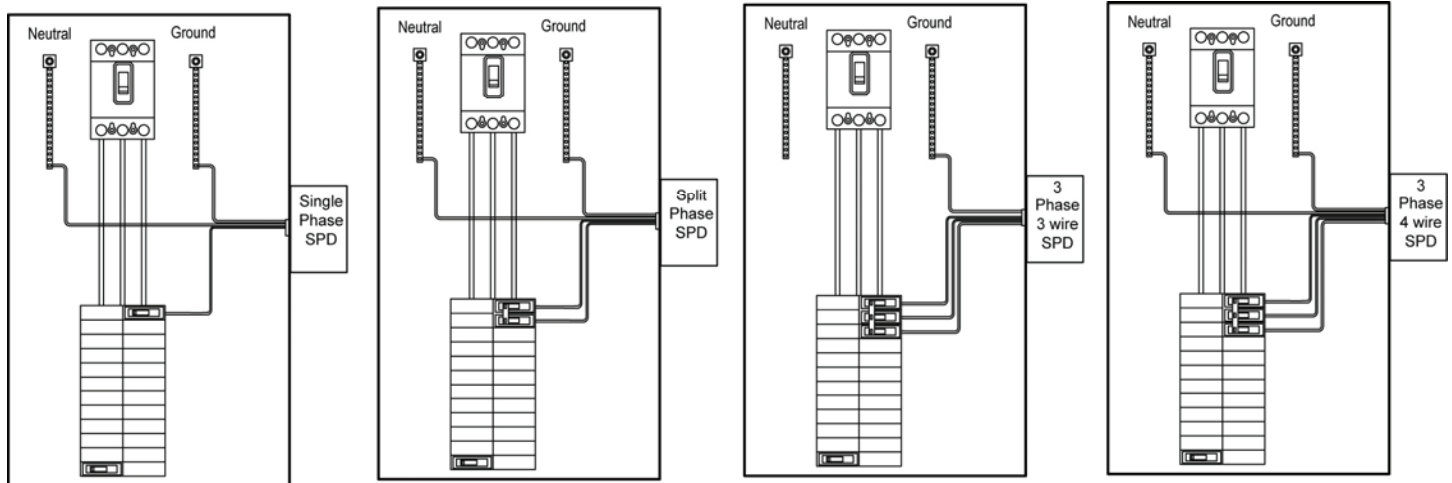 Neutral
Ground
Single
Phase
SPD
Neutral
Ground
Split
Phase
SPD
Neutral
Ground
3
Phase
3 wire
SPD
Neutral
Ground
3
Phase
4 wire
SPD